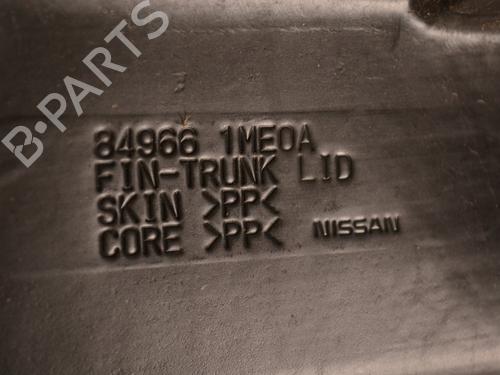 B-PARTS
84966 1ME0A
FIN-TRUNK LID
SKIN >PP<
CORE >PP< NISSAN